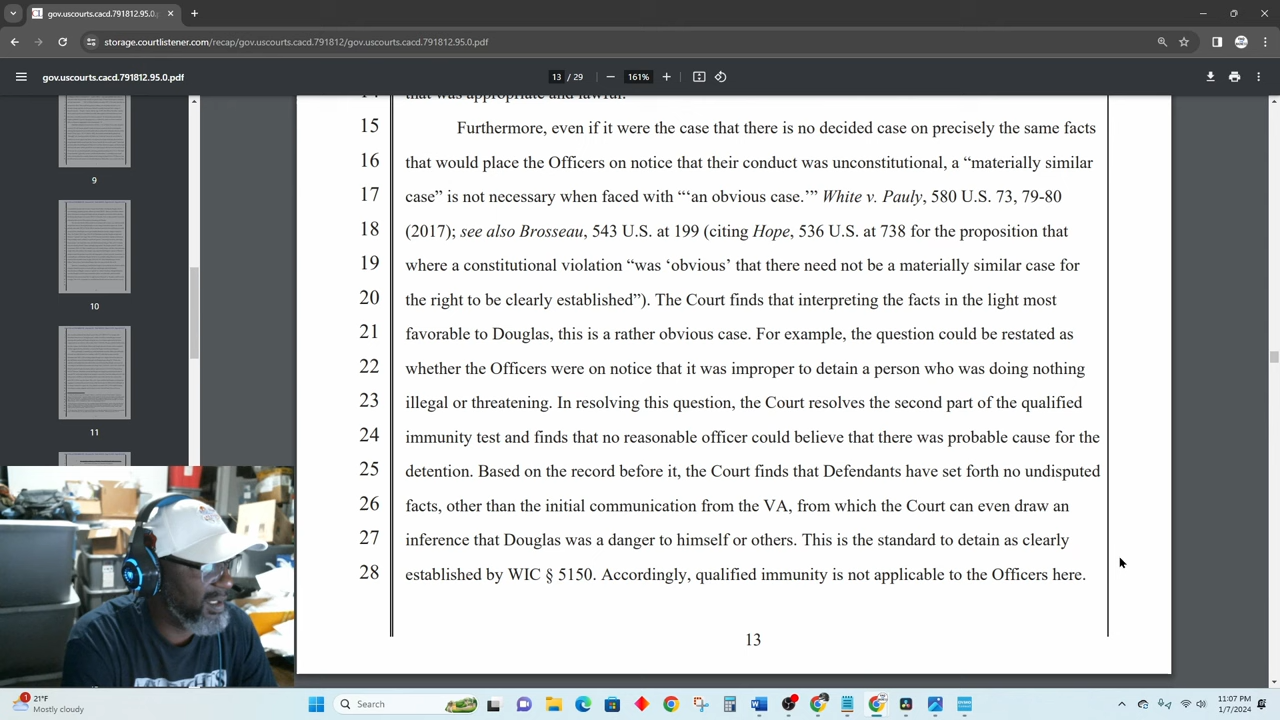 gov.uscourts.cacd.791812.95.0.p
storage.courtlistener.com/recap/gov.uscourts.cacd.791812/gov.uscourts.cacd.791812.95.0.pdf
gov.uscourts.cacd.791812.95.0.pdf
13 / 29
161%
9
10
11
14 that was appropriate and lawful.
15 Furthermore, even if it were the case that there is no decided case on precisely the same facts
16 that would place the Officers on notice that their conduct was unconstitutional, a “materially similar
17 case” is not necessary when faced with “‘an obvious case.’” White v. Pauly, 580 U.S. 73, 79-80
18 (2017); see also Brosseau, 543 U.S. at 199 (citing Hope, 536 U.S. at 738 for the proposition that
19 where a constitutional violation “was ‘obvious’ that there need not be a materially similar case for
20 the right to be clearly established”). The Court finds that interpreting the facts in the light most
21 favorable to Douglas, this is a rather obvious case. For example, the question could be restated as
22 whether the Officers were on notice that it was improper to detain a person who was doing nothing
23 illegal or threatening. In resolving this question, the Court resolves the second part of the qualified
24 immunity test and finds that no reasonable officer could believe that there was probable cause for the
25 detention. Based on the record before it, the Court finds that Defendants have set forth no undisputed
26 facts, other than the initial communication from the VA, from which the Court can even draw an
27 inference that Douglas was a danger to himself or others. This is the standard to detain as clearly
28 established by WIC § 5150. Accordingly, qualified immunity is not applicable to the Officers here.
13
1
21°F
Mostly cloudy
Search
11:07 PM
1/7/2024